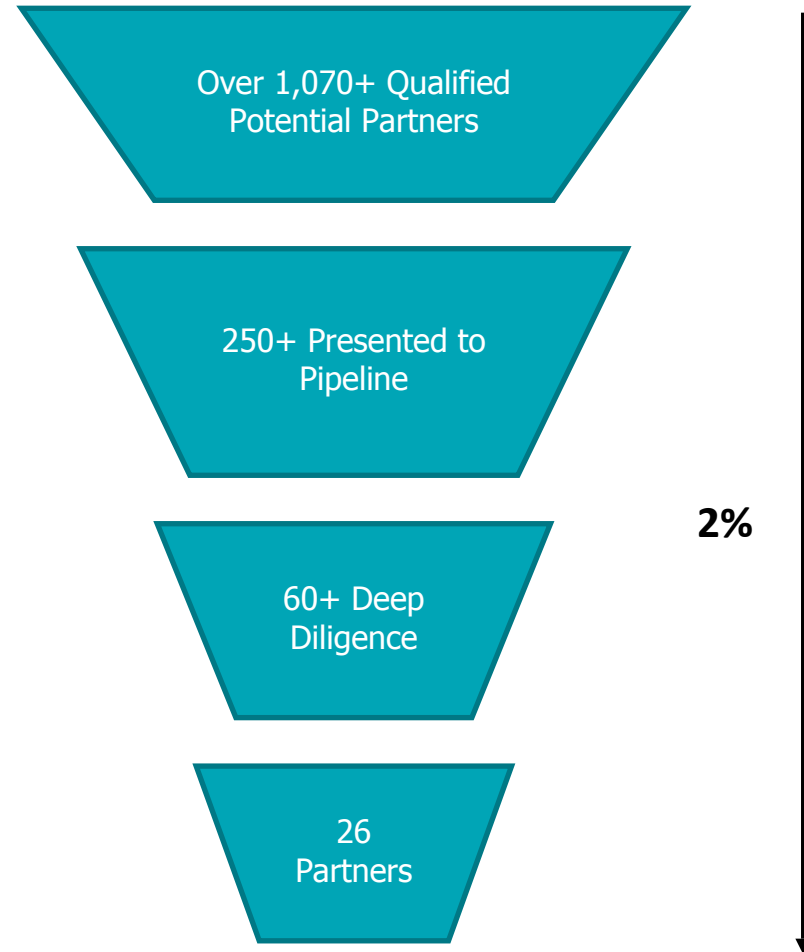 Over 1,070+ Qualified
Potential Partners
250+ Presented to
Pipeline
2%
60+ Deep
Diligence
26
Partners